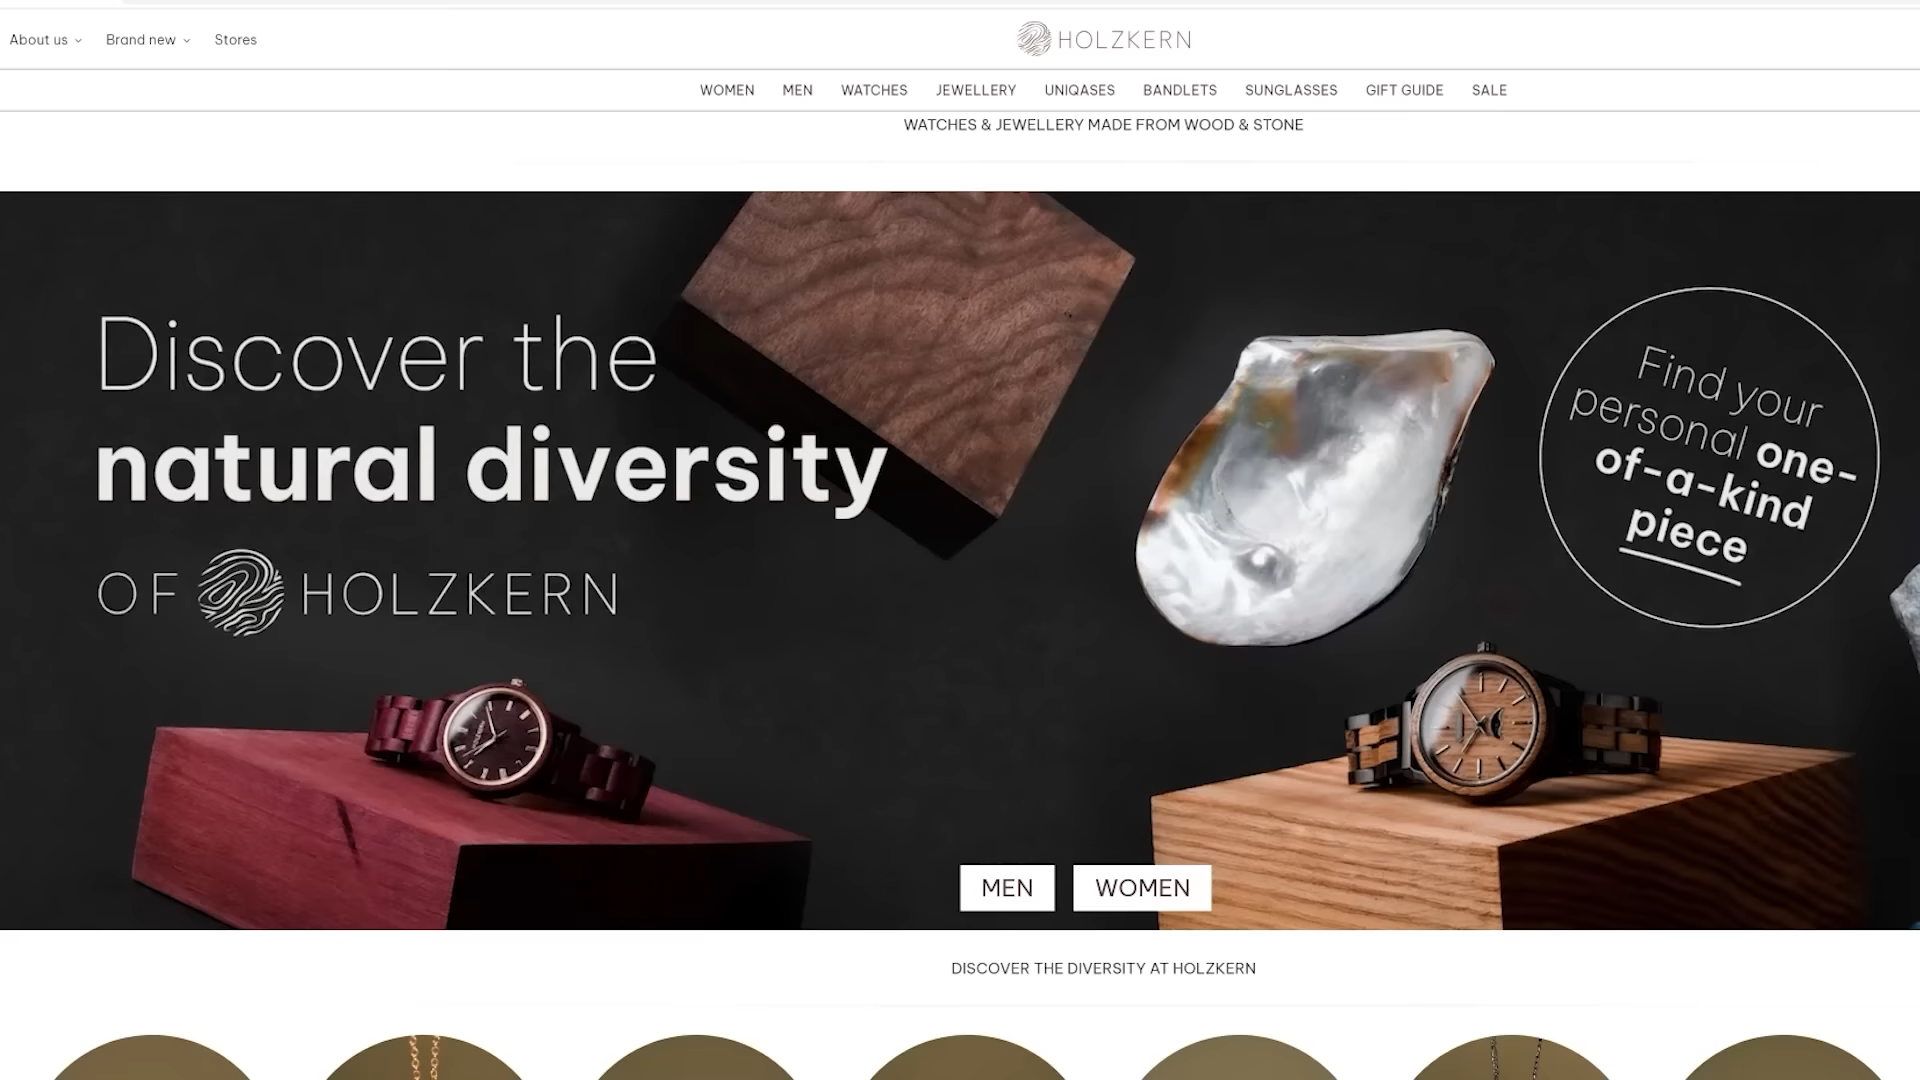 About us
Brand new
Stores
HOLZKERN
WOMEN MEN WATCHES JEWELLERY UNIQASES BANDLETS SUNGLASSES GIFT GUIDE SALE
WATCHES & JEWELLERY MADE FROM WOOD & STONE
Discover the
natural diversity
OF HOLZKERN
Find your
personal one-
of-a-kind
piece
MEN
WOMEN
DISCOVER THE DIVERSITY AT HOLZKERN